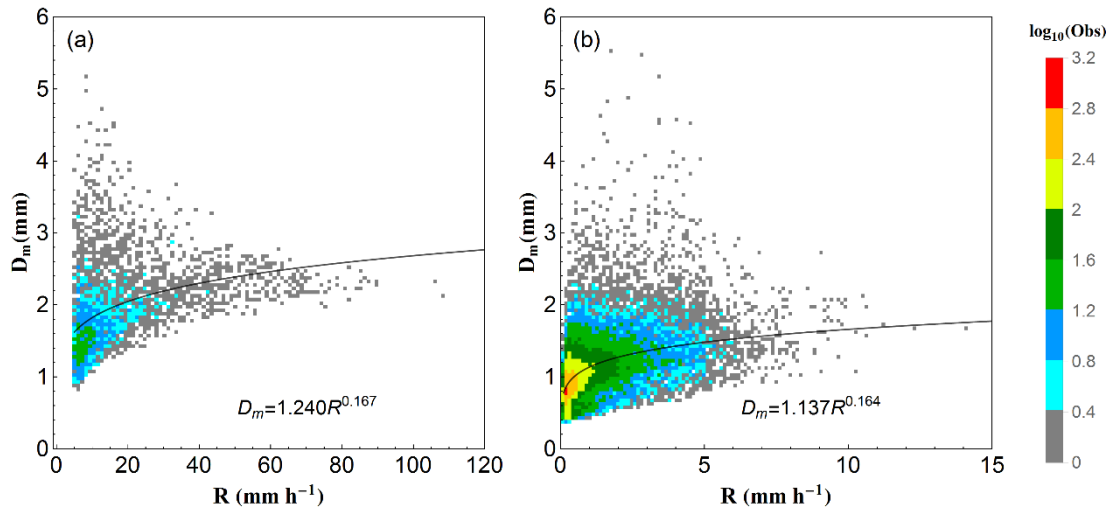 (a)
6
5
4
3
2
1
0
Dₘ(mm)
0 20 40 60 80 100 120
R (mm h⁻¹)
Dₘ=1.240R⁰·¹⁶⁷
(b)
6
5
4
3
2
1
0
Dₘ(mm)
0 5 10 15
R (mm h⁻¹)
Dₘ=1.137R⁰·¹⁶⁴
log₁₀(Obs)
3.2
2.8
2.4
2
1.6
1.2
0.8
0.4
0